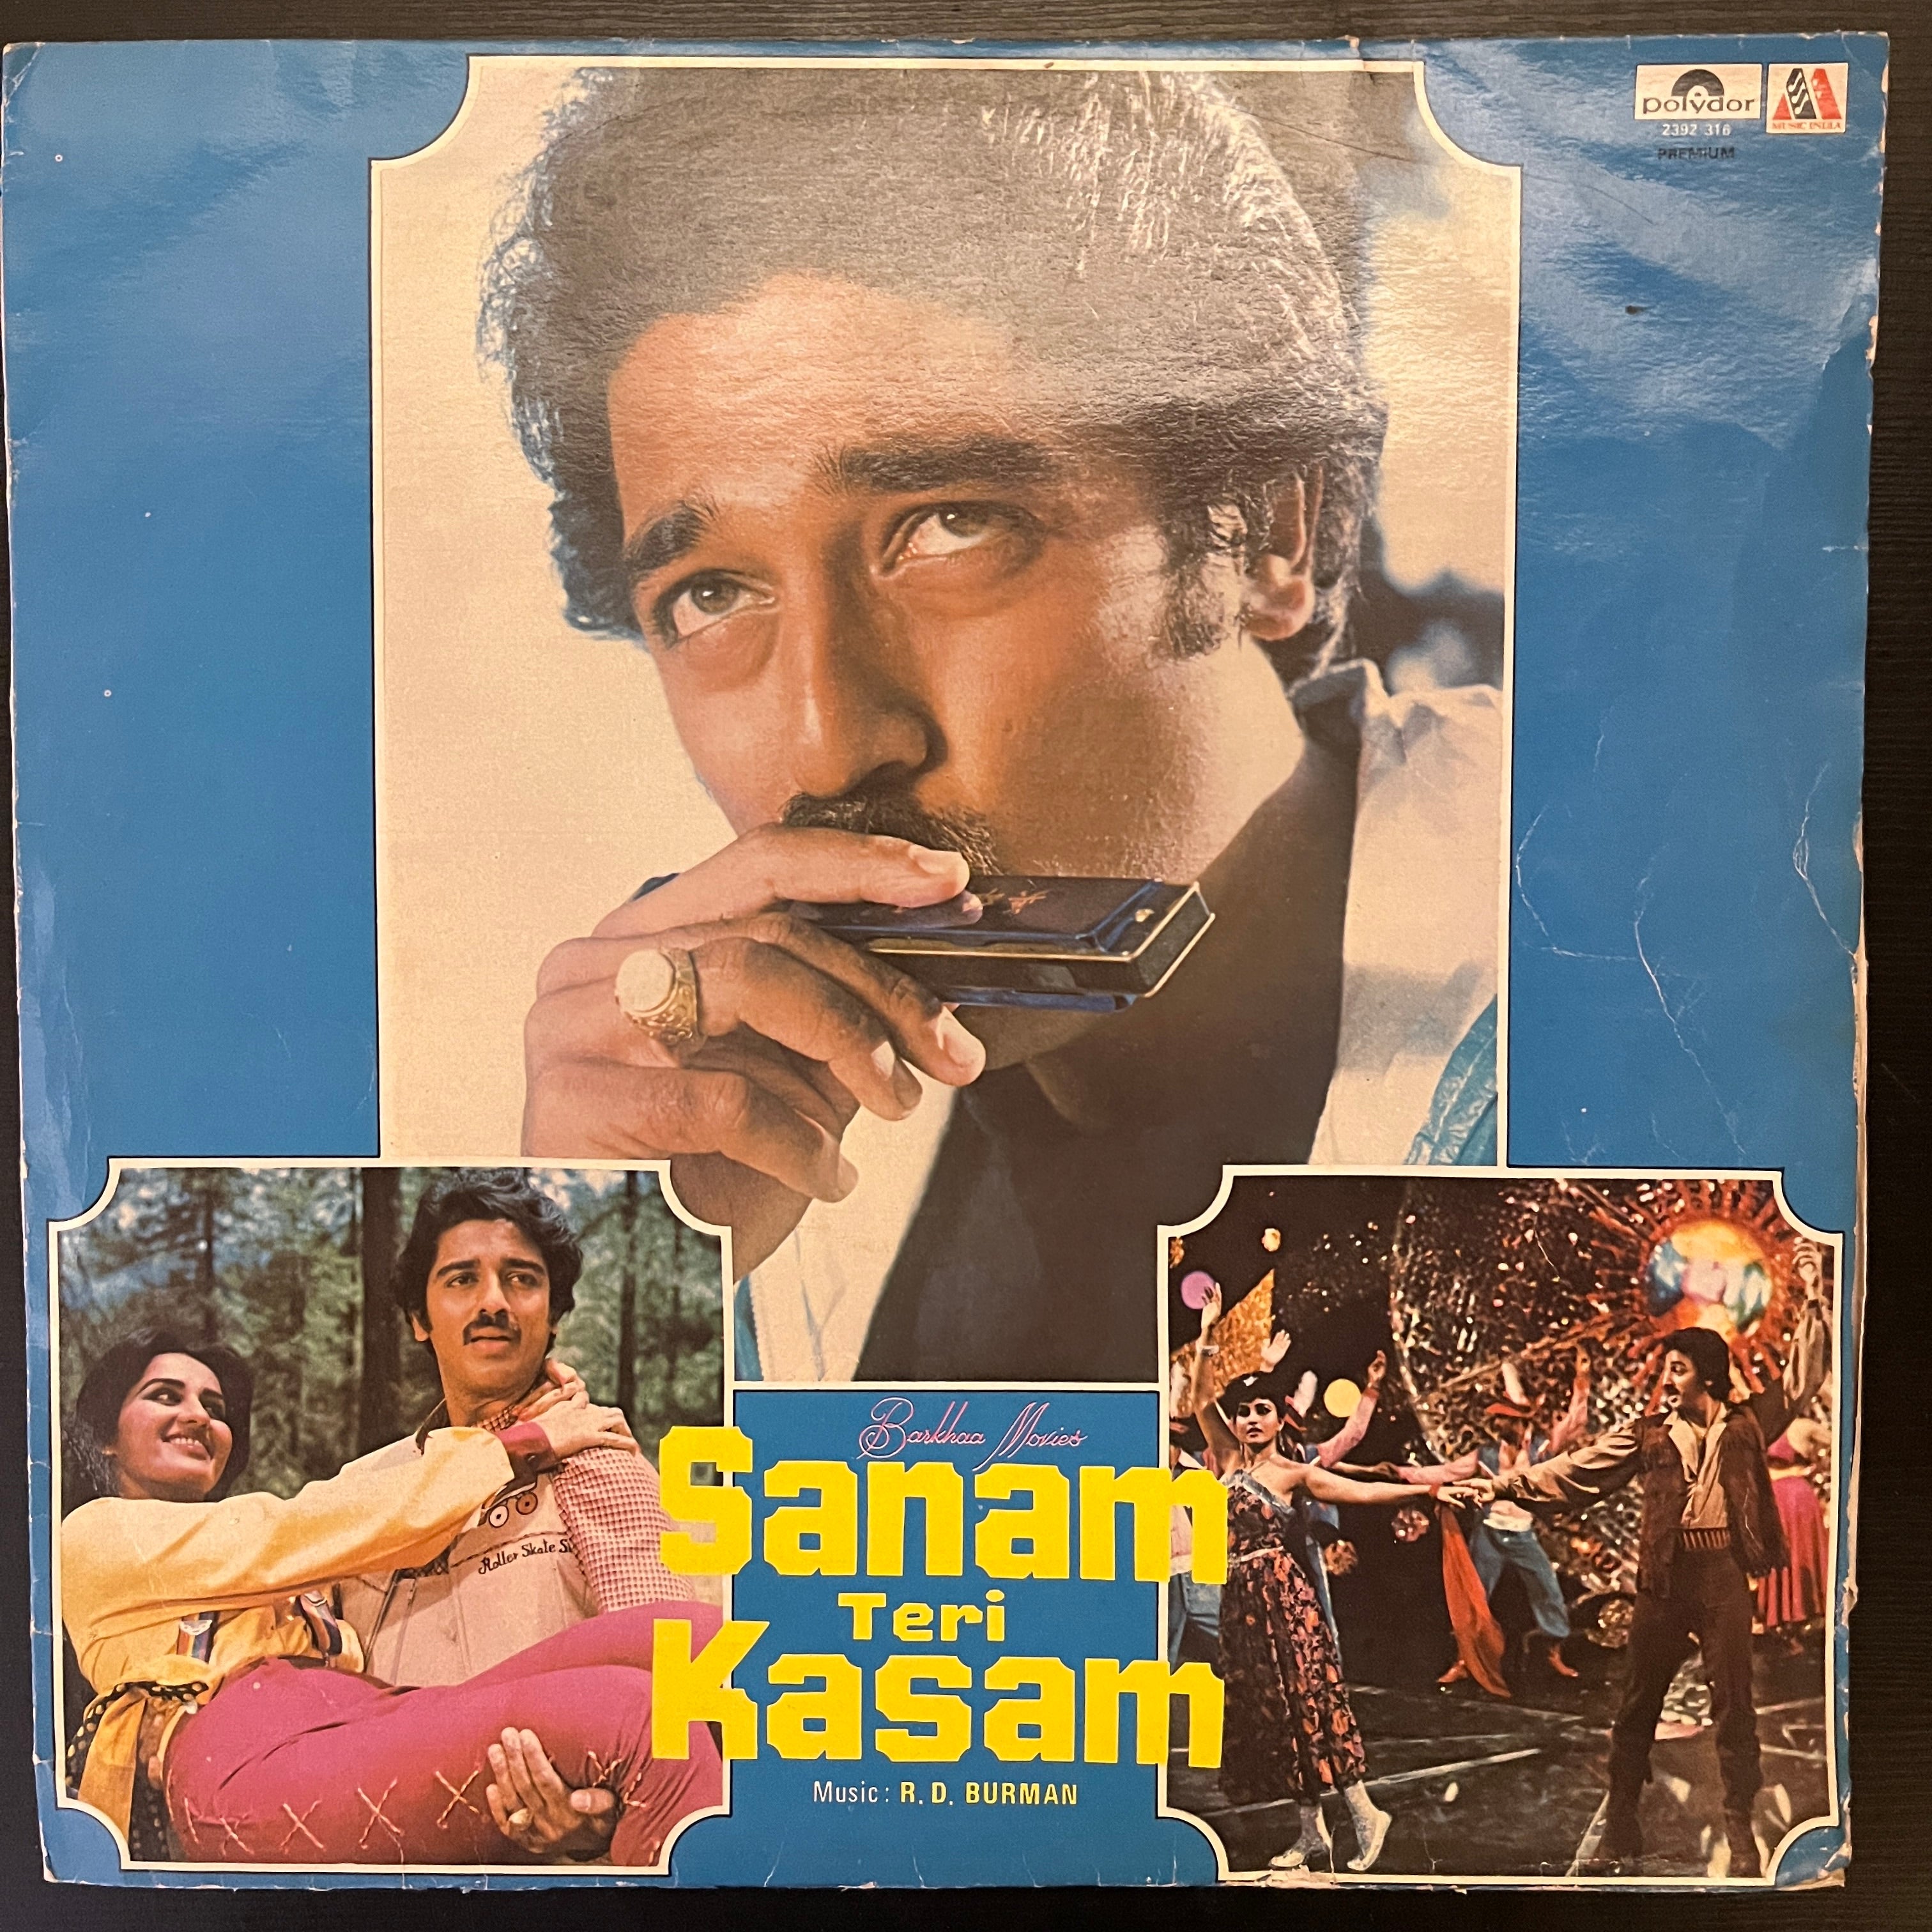 polydor
MUSIC INDIA
2392 316
PREMIUM
Roller Skate
Barkhaa Movies
Sanam
Teri
Kasam
Music: R. D. BURMAN